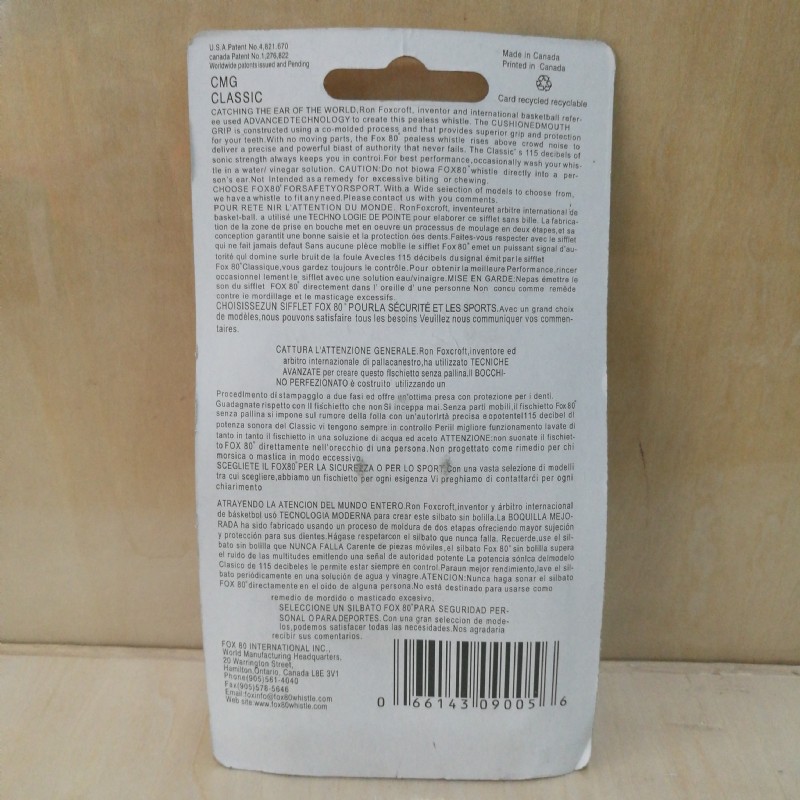 U.S.A.Patent No.4,821,670
canada Patent No.1,276,822
Worldwide patents issued and Pending
Made in Canada
Printed in Canada
Card recycled recyclable
CMG
CLASSIC
CATCHING THE EAR OF THE WORLD,Ron Foxcroft, inventor and international basketball refer-
ee used ADVANCEDTECHNOLOGY to create this pealess whistle. The CUSHIONEDMOUTH
GRIP is constructed using a co-molded process and that provides superior grip and protection
for your teeth.With no moving parts, the Fox 80° pealess whistle rises above crowd noise to
deliver a precise and powerful blast of authority that never fails. The Classic's 115 decibels of
sonic strength always keeps you in control.For best performance,occasionally wash your whis-
tle in a water/ vinegar solution. CAUTION:Do not biowa FOX80° whistle directly into a per-
son's ear.Not Intended as a remedy for excessive biting or chewing.
CHOOSE FOX80°FORSAFETYORSPORT.With a Wide selection of models to choose from,
we have a whistle to fit any need.Please contact us with you comments.
POUR RETE NIR L'ATTENTION DU MONDE, RonFoxcroft, inventeuret arbitre international de
basket-ball. a utilisé une TECHNO LOGIE DE POINTE pour elaborer ce sifflet sans bille. La fabrica-
tion de la zone de prise en bouche met en oeuvre un processus de moulage en deux étapes,et sa
conception garantit une bonne saisie et la protection óes dents.Faites-vous respecter avec le sifflet
qui ne fait jamais defaut Sans aucune plèce mobile le sifflet Fox 80° emet un puissant signal d'au-
torité qui domine surle bruit de la foule Avecles 115 décibels du signal émit par le sifflet
Fox 80°Classique,vous gardez toujours le contrôle.Pour obtenir la meilleure Performance,rincer
occasionnel lement le sifflet avec une solution eau/vinaigre.MISE EN GARDE:Nepas émettre le
son du sifflet FOX 80° directement dans l' oreille d' une personne Non concu comme remède
contre le mordillage et le masticage excessifs.
CHOISISSEZUN SIFFLET FOX 80° POURLA SÉCURITÉ ET LES SPORTS.Avec un grand choix
de modèles,nous pouvons satisfaire tous les besoins Veuillez nous communiquer vos commen-
taires.
CATTURA L'ATTENZIONE GENERALE.Ron Foxcroft,inventore ed
arbitro internazionale di pallacanestro,ha utilizzato TECNICHE
AVANZATE per creare questo fischietto senza pallina.il BOCCHI-
NO PERFEZIONATO è costruito utilizzando un
Procedimento di stampagglo a due fasi ed offre un'ottima presa con protezione per i denti.
Guadagnate rispetto con il fischietto che non Si inceppa mai.Senza parti mobili,il fischietto Fox 80°
senza pallina si impone sul rumore della folla con un'autoritá precisa e potente!115 decibel di
potenza sonora del Classic vi tengono sempre in controllo Periil migliore funzionamento lavate di
tanto in tanto il fischietto in una soluzione di acqua ed aceto ATTENZIONE:non suonate il fischiet-
to FOX 80° direttamente nell'orecchio di una persona.Non progettato come rimedio per chi
morsica o mastica in modo eccessivo.
SCEGLIETE IL FOX80°PER LA SICUREZZA O PER LO SPORT.Con una vasta selezione di modelli
tra cui scegliere,abbiamo un fischietto per ogni esigenza. Vi preghiamo di contattarci per ogni
chiarimento
ATRAYENDO LA ATENCION DEL MUNDO ENTERO.Ron Foxcroft,inventor y árbitro internacional
de básketbol usó TECNOLOGIA MODERNA para crear este silbato sin bolilla.La BOQUILLA MEJO-
RADA ha sido fabricado usando un proceso de moldura de dos etapas ofreciendo mayor sujeción
y protección para sus dientes.Hágase respetarcon el silbato que nunca falla. Recuerde,use el sil-
bato sin bolilla que NUNCA FALLA Carente de piezas móviles,el silbato Fox 80° sin bolilla supera
el ruido de las multitudes emitlendo una señal de autoridad potente La potencia sónica delmodelo
Clasico de 115 decibeles le permite estar siempre en control.Paraun mejor rendimiento,lave el sil-
bato periódicamente en una solución de agua y vinagre.ATENCION:Nunca haga sonar el silbato
FOX 80°directamente en el oído de alguna persona.No está destinado para usarse como
remedio de mordido o masticado excesivo.
SELECCIONE UN SILBATO FOX 80°PARA SEGURIDAD PER-
SONAL O PARA DEPORTES.Con una gran seleccion de mode-
los,podemos satisfacer todas las necesidades.Nos agradaria
recibir sus comentarios.
FOX 80 INTERNATIONAL INC.,
World Manufacturing Headquarters.
20 Warrington Street,
Hamilton,Ontario, Canada L8E 3V1
Phone(905)561-4040
Fax(905)578-5646
Email:foxinfo@fox80whistle.com
Web site:www.fox80whistle.com
0 66143 09005 6